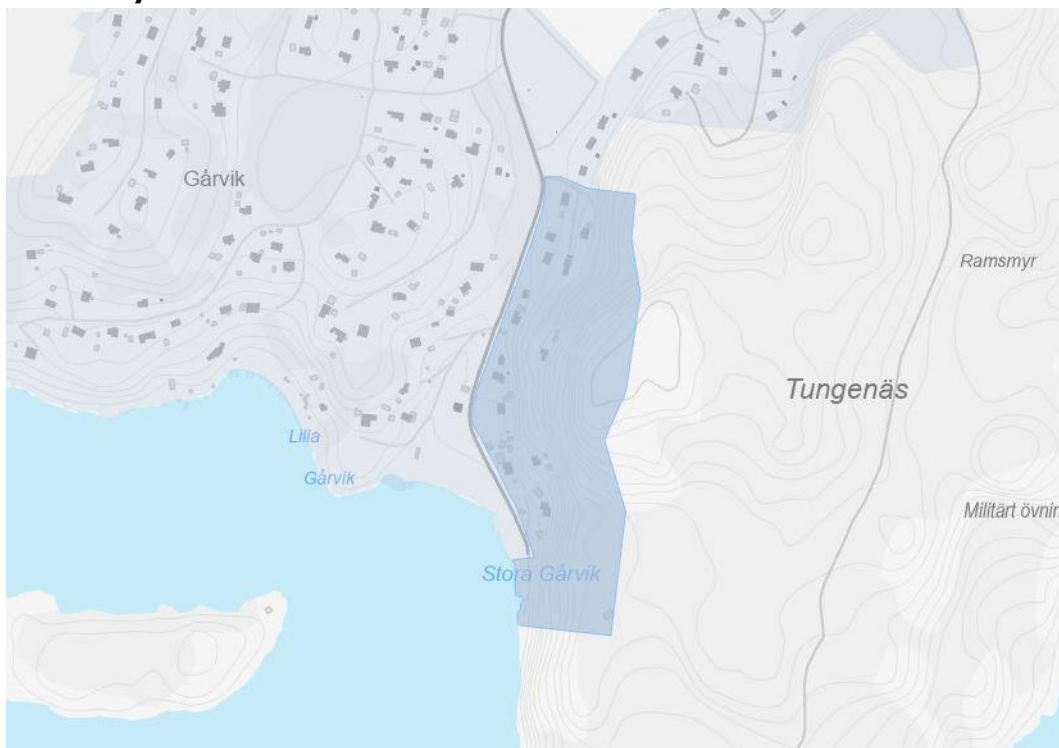 Gårvik
Ramsmyr
Tungenäs
Lilla
Gårvik
Militärt övnin
Stora Gårvik